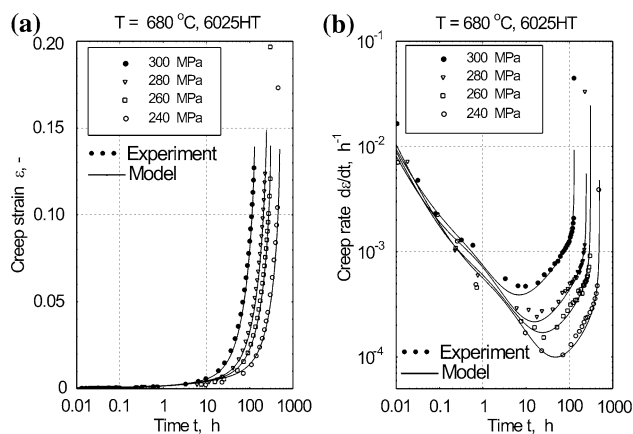 (a)
T = 680 °C, 6025HT
300 MPa
280 MPa
260 MPa
240 MPa
Experiment
Model
Creep strain ε, -
0.20
0.15
0.10
0.05
0
0.01 0.1 1 10 100 1000
Time t, h
(b)
T = 680 °C, 6025HT
300 MPa
280 MPa
260 MPa
240 MPa
Experiment
Model
Creep rate dε/dt, h⁻¹
10⁻¹
10⁻²
10⁻³
10⁻⁴
0.01 0.1 1 10 100 1000
Time t, h